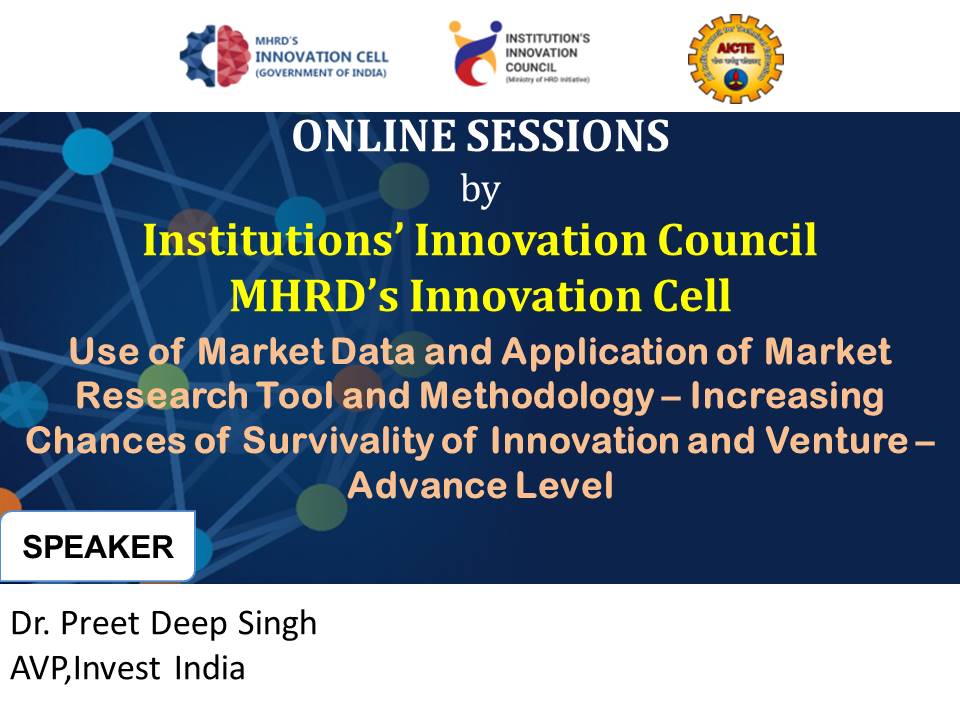 MHRD'S
INNOVATION CELL
(GOVERNMENT OF INDIA)
INSTITUTION'S
INNOVATION
COUNCIL
(Ministry of HRD Initiative)
AICTE
ONLINE SESSIONS
by
Institutions’ Innovation Council
MHRD’s Innovation Cell
Use of Market Data and Application of Market
Research Tool and Methodology – Increasing
Chances of Survivality of Innovation and Venture –
Advance Level
SPEAKER
Dr. Preet Deep Singh
AVP,Invest India